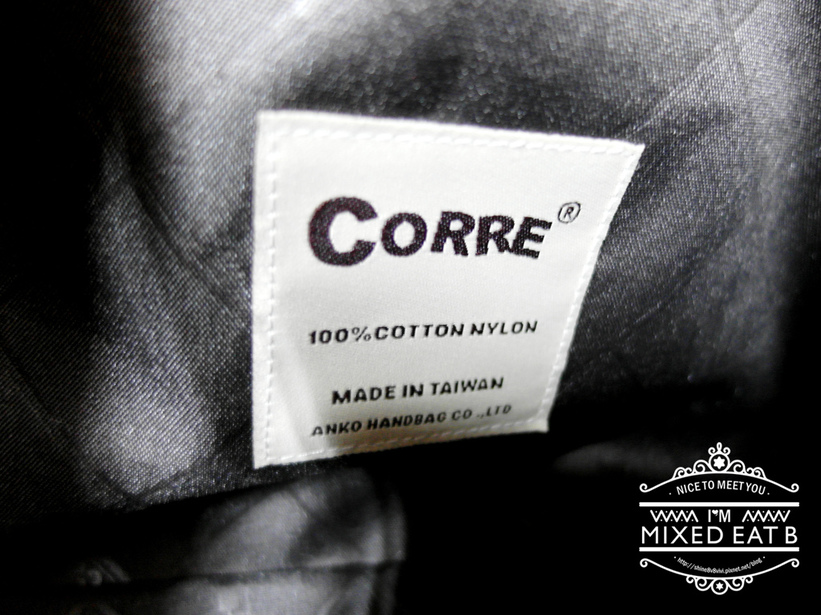 CORRE®
100%COTTON NYLON
MADE IN TAIWAN
ANKO HANDBAG CO.,LTD
· NICE TO MEET YOU ·
I♥M
MIXED EAT B